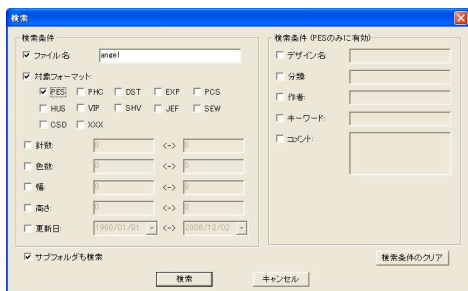 検索
検索条件
ファイル名 angel
対象フォーマット:
PES PHC DST EXP PCS
HUS VIP SHV JEF SEW
CSD XXX
針数: 0 <-> 0
色数: 0 <-> 0
幅: 0 <-> 0
高さ: 0 <-> 0
更新日: 1980/01/01 <-> 2006/12/02
サブフォルダも検索
検索条件 (PESのみに有効)
デザイン名
分類
作者:
キーワード:
コメント:
検索条件のクリア
検索 キャンセル